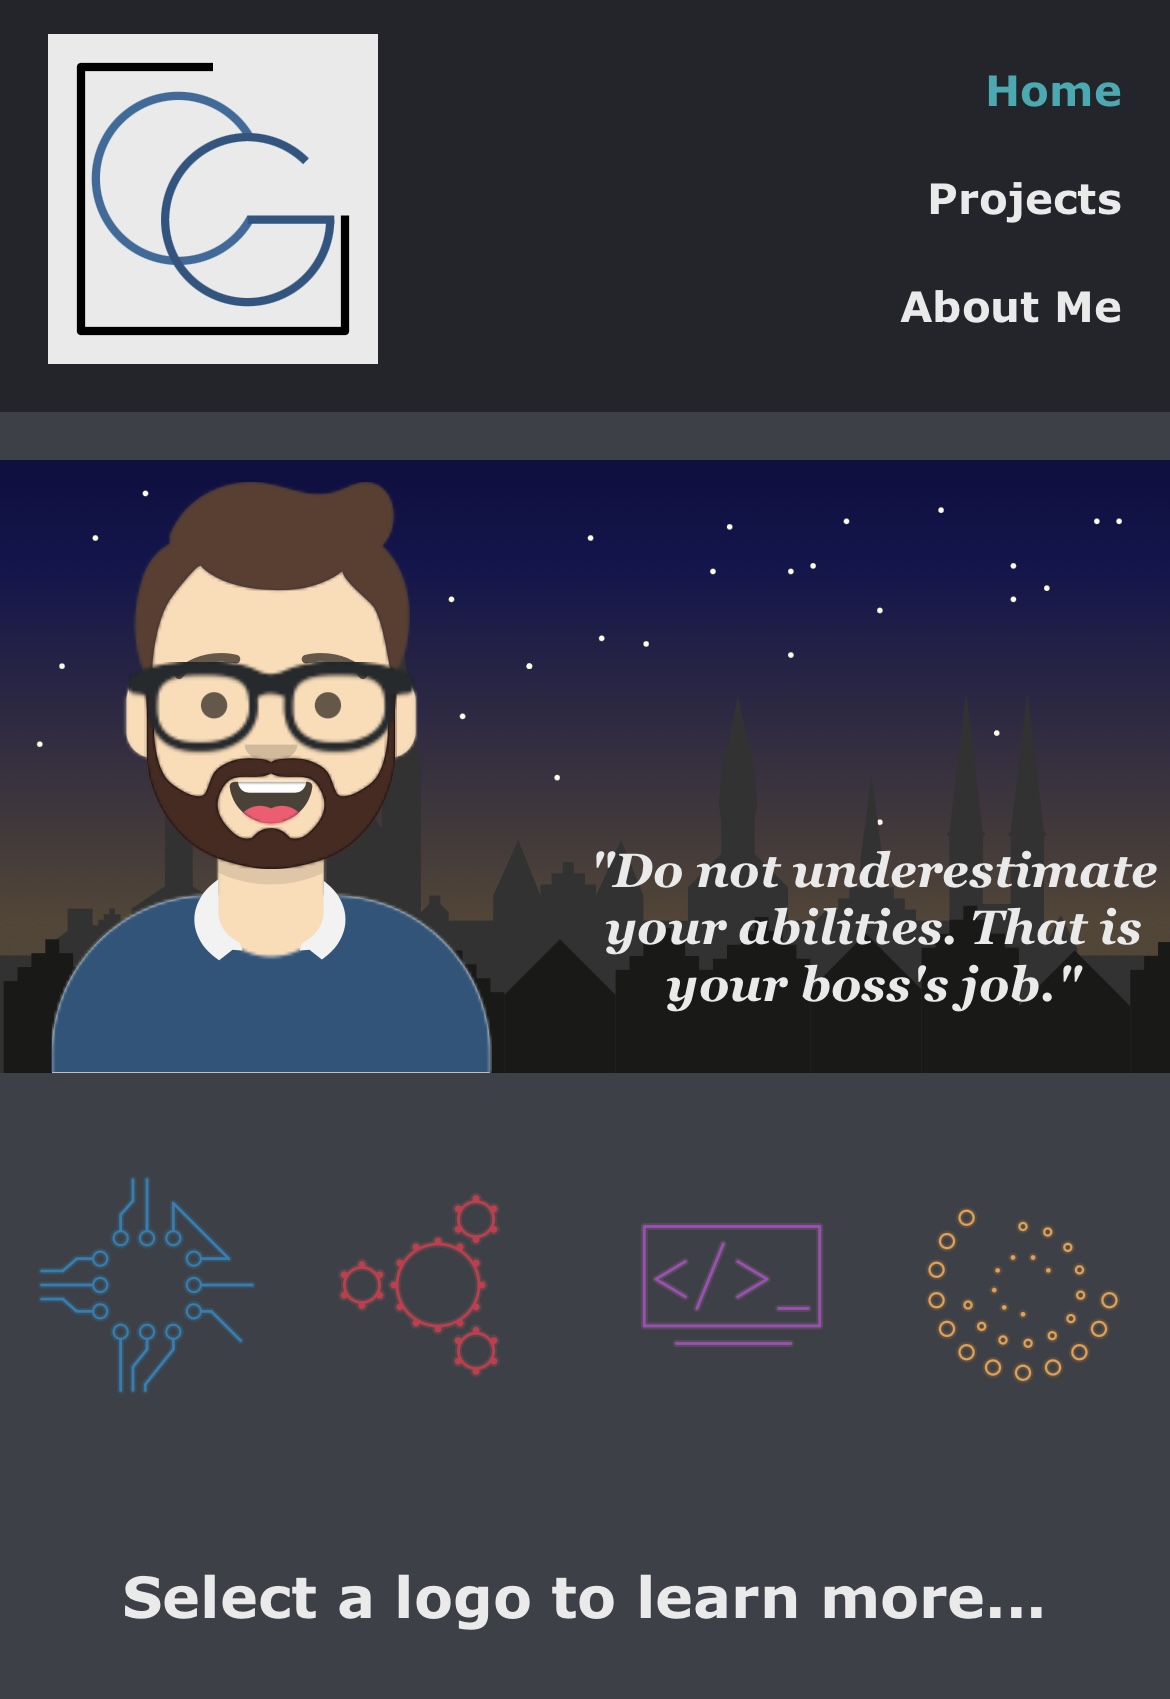 CG
Home
Projects
About Me
"Do not underestimate
your abilities. That is
your boss's job."
</>_
Select a logo to learn more...